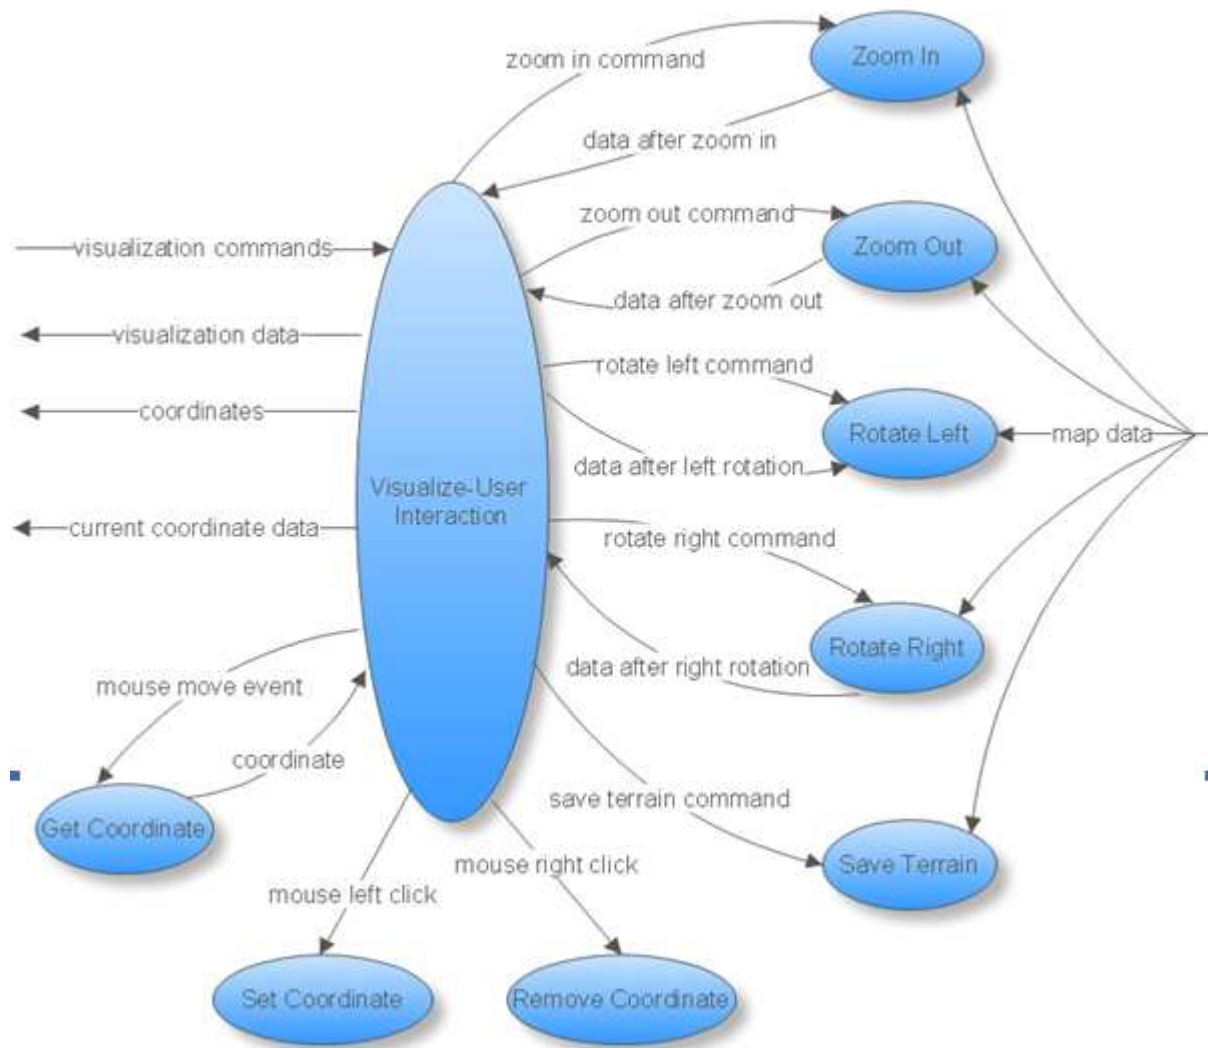 zoom in command
Zoom In
data after zoom in
zoom out command
Zoom Out
visualization commands
data after zoom out
visualization data
rotate left command
coordinates
Rotate Left
map data
data after left rotation
Visualize-User
Interaction
current coordinate data
rotate right command
Rotate Right
data after right rotation
mouse move event
coordinate
save terrain command
Get Coordinate
Save Terrain
mouse right click
mouse left click
Set Coordinate
Remove Coordinate